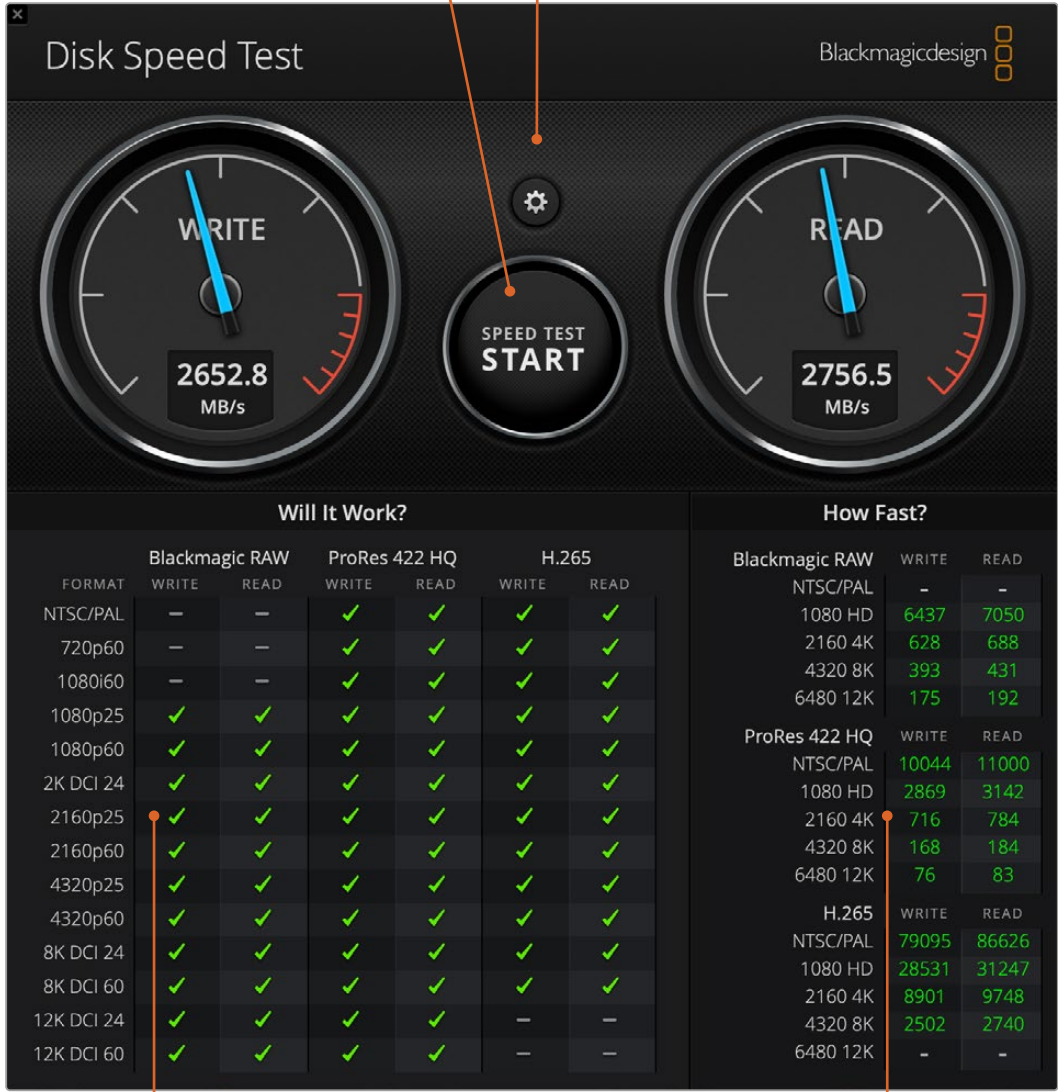 Disk Speed Test
Blackmagicdesign
WRITE
2652.8
MB/s
SPEED TEST
START
READ
2756.5
MB/s
Will It Work?
Blackmagic RAW ProRes 422 HQ H.265
FORMAT WRITE READ WRITE READ WRITE READ
NTSC/PAL – – ✓ ✓ ✓ ✓
720p60 – – ✓ ✓ ✓ ✓
1080i60 – – ✓ ✓ ✓ ✓
1080p25 ✓ ✓ ✓ ✓ ✓ ✓
1080p60 ✓ ✓ ✓ ✓ ✓ ✓
2K DCI 24 ✓ ✓ ✓ ✓ ✓ ✓
2160p25 ✓ ✓ ✓ ✓ ✓ ✓
2160p60 ✓ ✓ ✓ ✓ ✓ ✓
4320p25 ✓ ✓ ✓ ✓ ✓ ✓
4320p60 ✓ ✓ ✓ ✓ ✓ ✓
8K DCI 24 ✓ ✓ ✓ ✓ ✓ ✓
8K DCI 60 ✓ ✓ ✓ ✓ ✓ ✓
12K DCI 24 ✓ ✓ ✓ ✓ – –
12K DCI 60 ✓ ✓ ✓ ✓ – –
How Fast?
Blackmagic RAW WRITE READ
NTSC/PAL - -
1080 HD 6437 7050
2160 4K 628 688
4320 8K 393 431
6480 12K 175 192
ProRes 422 HQ WRITE READ
NTSC/PAL 10044 11000
1080 HD 2869 3142
2160 4K 716 784
4320 8K 168 184
6480 12K 76 83
H.265 WRITE READ
NTSC/PAL 79095 86626
1080 HD 28531 31247
2160 4K 8901 9748
4320 8K 2502 2740
6480 12K - -